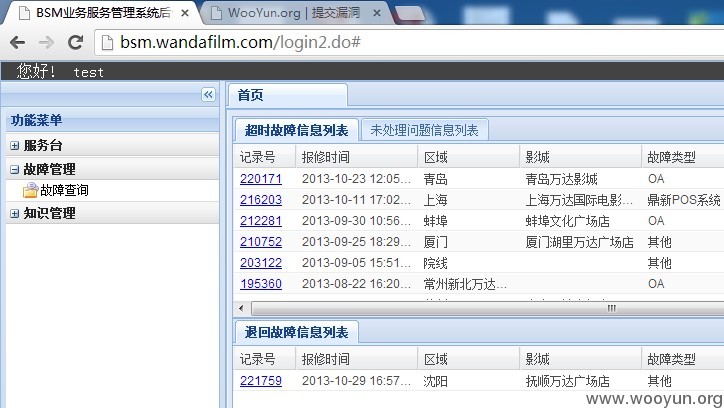 BSM业务服务管理系统后 WooYun.org | 提交漏洞
bsm.wandafilm.com/login2.do#
您好! test
功能菜单
服务台
故障管理
故障查询
知识管理
首页
超时故障信息列表 未处理问题信息列表
记录号 报修时间 区域 影城 故障类型
220171 2013-10-23 12:05... 青岛 青岛万达影城 OA
216203 2013-10-11 17:02... 上海 上海万达国际电影... 鼎新POS系统
212281 2013-09-30 10:56... 蚌埠 蚌埠文化广场店 OA
210752 2013-09-25 18:29... 厦门 厦门湖里万达广场店 其他
203122 2013-09-05 15:51... 院线 其他
195360 2013-08-22 16:20... 常州新北万达... OA
退回故障信息列表
记录号 报修时间 区域 影城 故障类型
221759 2013-10-29 16:57... 沈阳 抚顺万达广场店 其他
www.wooyun.org